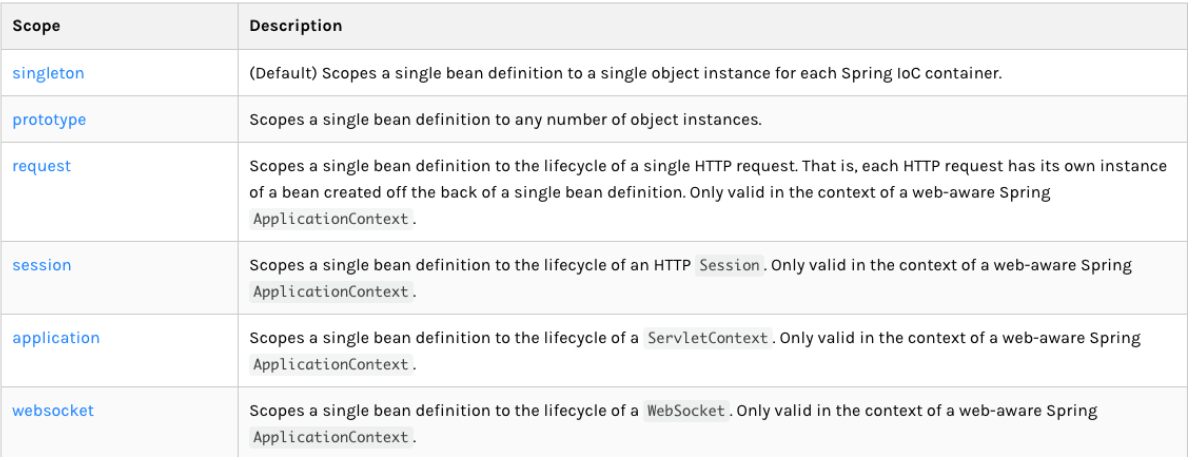 Scope Description
singleton (Default) Scopes a single bean definition to a single object instance for each Spring IoC container.
prototype Scopes a single bean definition to any number of object instances.
request Scopes a single bean definition to the lifecycle of a single HTTP request. That is, each HTTP request has its own instance
of a bean created off the back of a single bean definition. Only valid in the context of a web-aware Spring
ApplicationContext.
session Scopes a single bean definition to the lifecycle of an HTTP Session. Only valid in the context of a web-aware Spring
ApplicationContext.
application Scopes a single bean definition to the lifecycle of a ServletContext. Only valid in the context of a web-aware Spring
ApplicationContext.
websocket Scopes a single bean definition to the lifecycle of a WebSocket. Only valid in the context of a web-aware Spring
ApplicationContext.